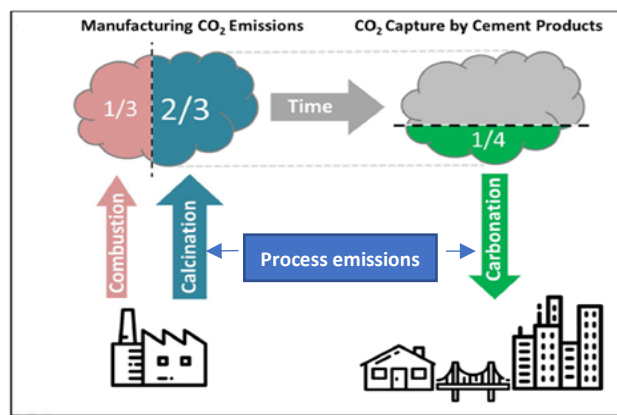 Manufacturing CO₂ Emissions
CO₂ Capture by Cement Products
1/3
2/3
Time
1/4
Combustion
Calcination
Process emissions
Carbonation